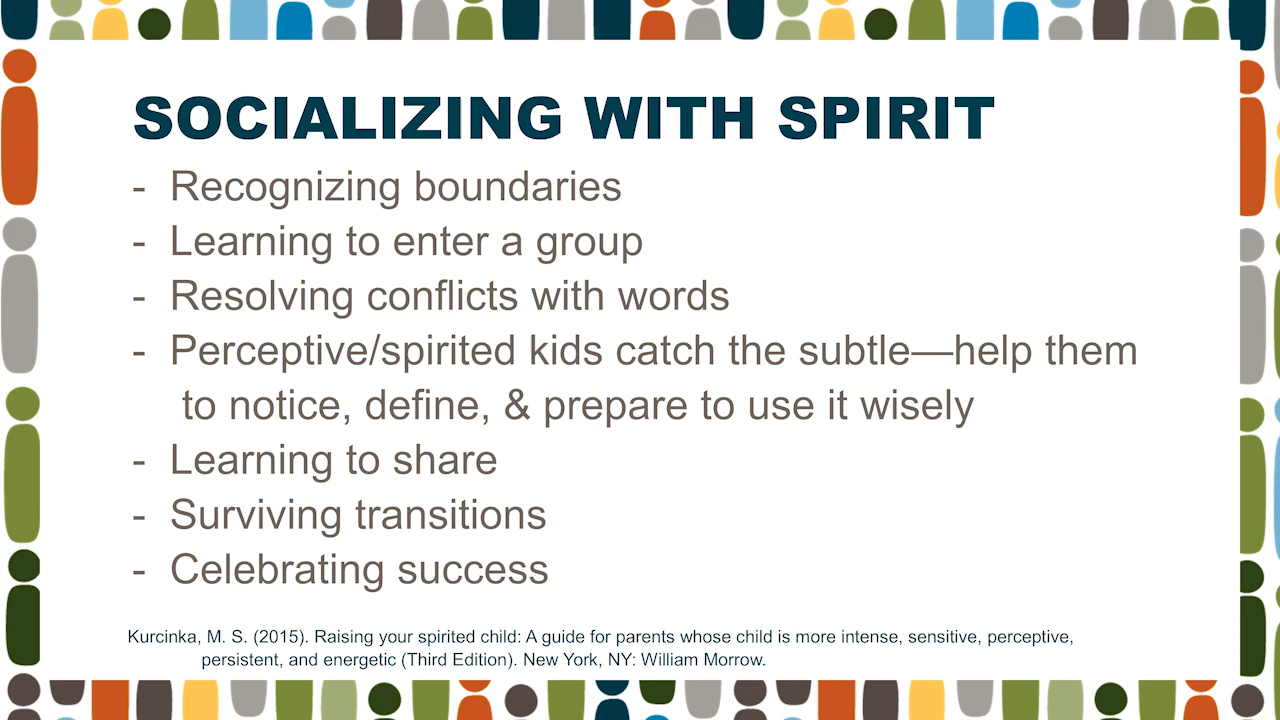 SOCIALIZING WITH SPIRIT
- Recognizing boundaries
- Learning to enter a group
- Resolving conflicts with words
- Perceptive/spirited kids catch the subtle—help them
to notice, define, & prepare to use it wisely
- Learning to share
- Surviving transitions
- Celebrating success
Kurcinka, M. S. (2015). Raising your spirited child: A guide for parents whose child is more intense, sensitive, perceptive,
persistent, and energetic (Third Edition). New York, NY: William Morrow.